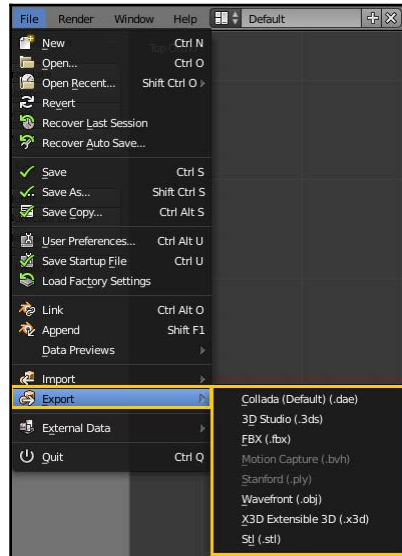 File Render Window Help Default
New Ctrl N
Open... Ctrl O
Open Recent... Shift Ctrl O
Revert
Recover Last Session
Recover Auto Save...
Save Ctrl S
Save As... Shift Ctrl S
Save Copy... Ctrl Alt S
User Preferences... Ctrl Alt U
Save Startup File Ctrl U
Load Factory Settings
Link Ctrl Alt O
Append Shift F1
Data Previews
Import
Export
External Data
Quit Ctrl Q
Collada (Default) (.dae)
3D Studio (.3ds)
FBX (.fbx)
Motion Capture (.bvh)
Stanford (.ply)
Wavefront (.obj)
X3D Extensible 3D (.x3d)
Stl (.stl)